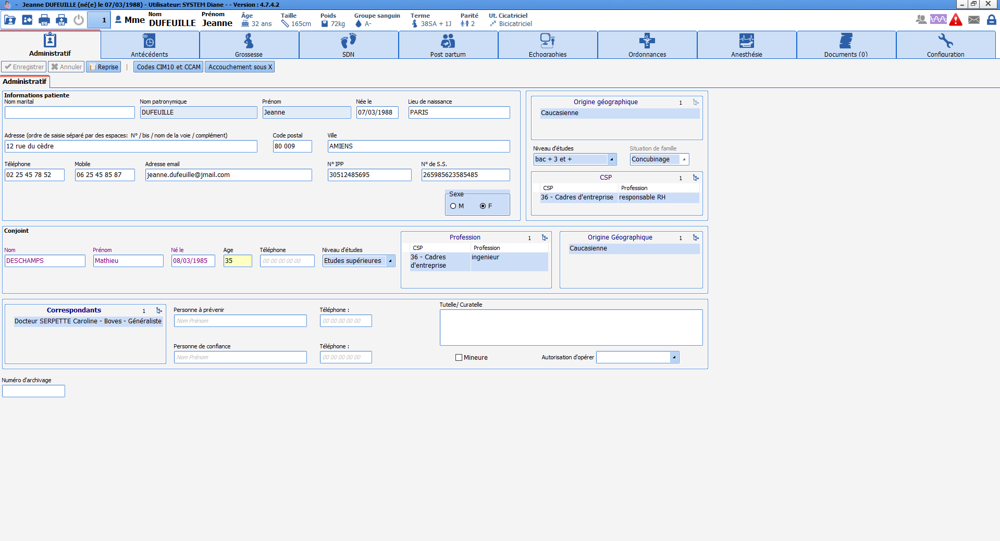 - Jeanne DUFEUILLE (né(e) le 07/03/1988) - Utilisateur: SYSTEM Diane - - Version : 4.7.4.2
1 Mme Nom DUFEUILLE Prénom Jeanne Âge 32 ans Taille 165cm Poids 72kg Groupe sanguin A- Terme 38SA + 1J Parité 2 Ut. Cicatriciel Bicicatriciel
Administratif Antécédents Grossesse SDN Post partum Echographies Ordonnances Anesthésie Documents (0) Configuration
Enregistrer Annuler Reprise | Codes CIM10 et CCAM Accouchement sous X
Administratif
Informations patiente
Nom marital Nom patronymique Prénom Née le Lieu de naissance
DUFEUILLE Jeanne 07/03/1988 PARIS
Adresse (ordre de saisie séparé par des espaces: N° / bis / nom de la voie / complément) Code postal Ville
12 rue du cèdre 80 009 AMIENS
Téléphone Mobile Adresse email N° IPP N° de S.S.
02 25 45 78 52 06 25 45 85 87 jeanne.dufeuille@jmail.com 30512485695 265985623585485
Sexe
M F
Origine géographique 1
Caucasienne
Niveau d'études Situation de famille
bac + 3 et + Concubinage
CSP 1
CSP Profession
36 - Cadres d'entreprise responsable RH
Conjoint
Nom Prénom Né le Age Téléphone Niveau d'études
DESCHAMPS Mathieu 08/03/1985 35 00 00 00 00 00 Etudes supérieures
Profession 1
CSP Profession
36 - Cadres ingenieur
d'entreprise
Origine Géographique 1
Caucasienne
Correspondants 1
Docteur SERPETTE Caroline - Boves - Généraliste
Personne à prévenir Téléphone :
Nom Prénom 00 00 00 00 00
Personne de confiance Téléphone :
Nom Prénom 00 00 00 00 00
Tutelle/ Curatelle
Mineure Autorisation d'opérer
Numéro d'archivage